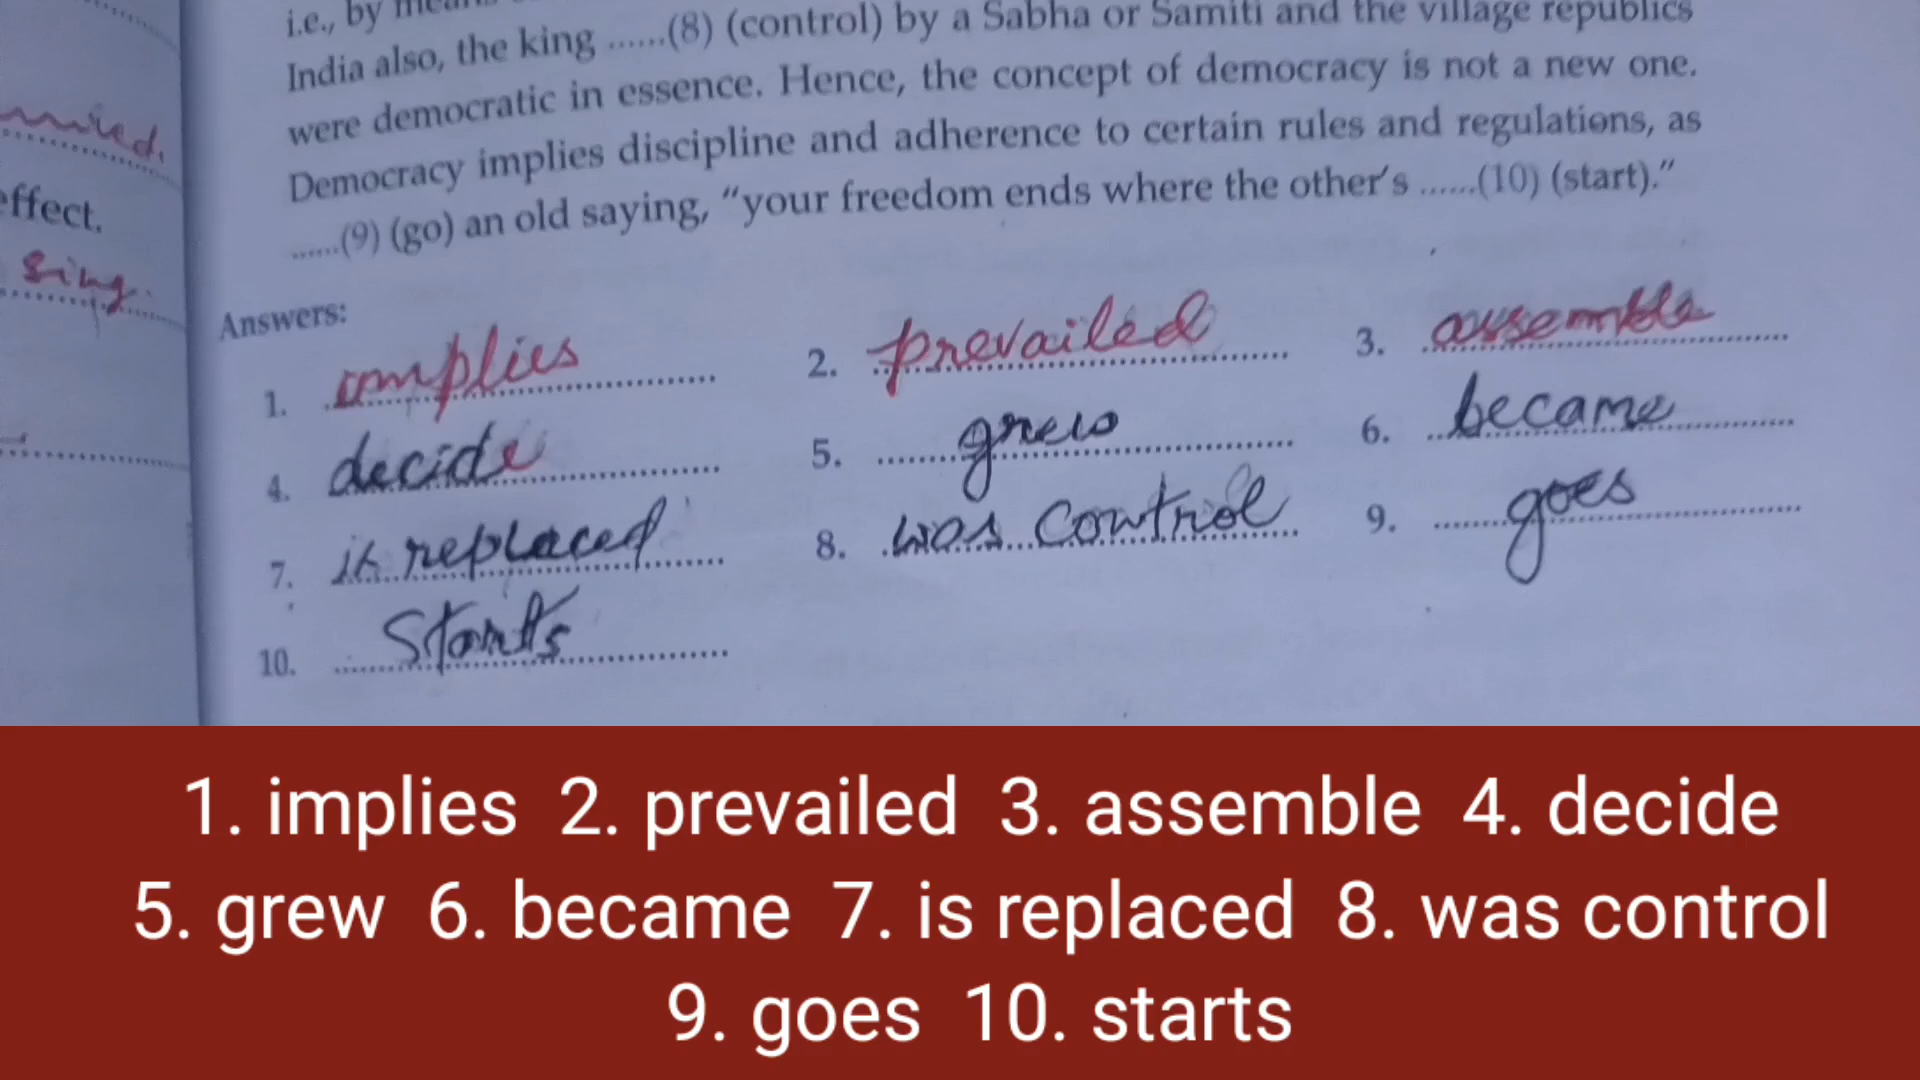 i.e., by
India also, the king ......(8) (control) by a Sabha or Samiti and the village republics
were democratic in essence. Hence, the concept of democracy is not a new one.
Democracy implies discipline and adherence to certain rules and regulations, as
......(9) (go) an old saying, "your freedom ends where the other's ......(10) (start)."
effect.
sing.
Answers:
1. implies 2. prevailed 3. assemble
4. decide 5. grew 6. became
7. is replaced 8. was control 9. goes
10. starts
1. implies 2. prevailed 3. assemble 4. decide
5. grew 6. became 7. is replaced 8. was control
9. goes 10. starts